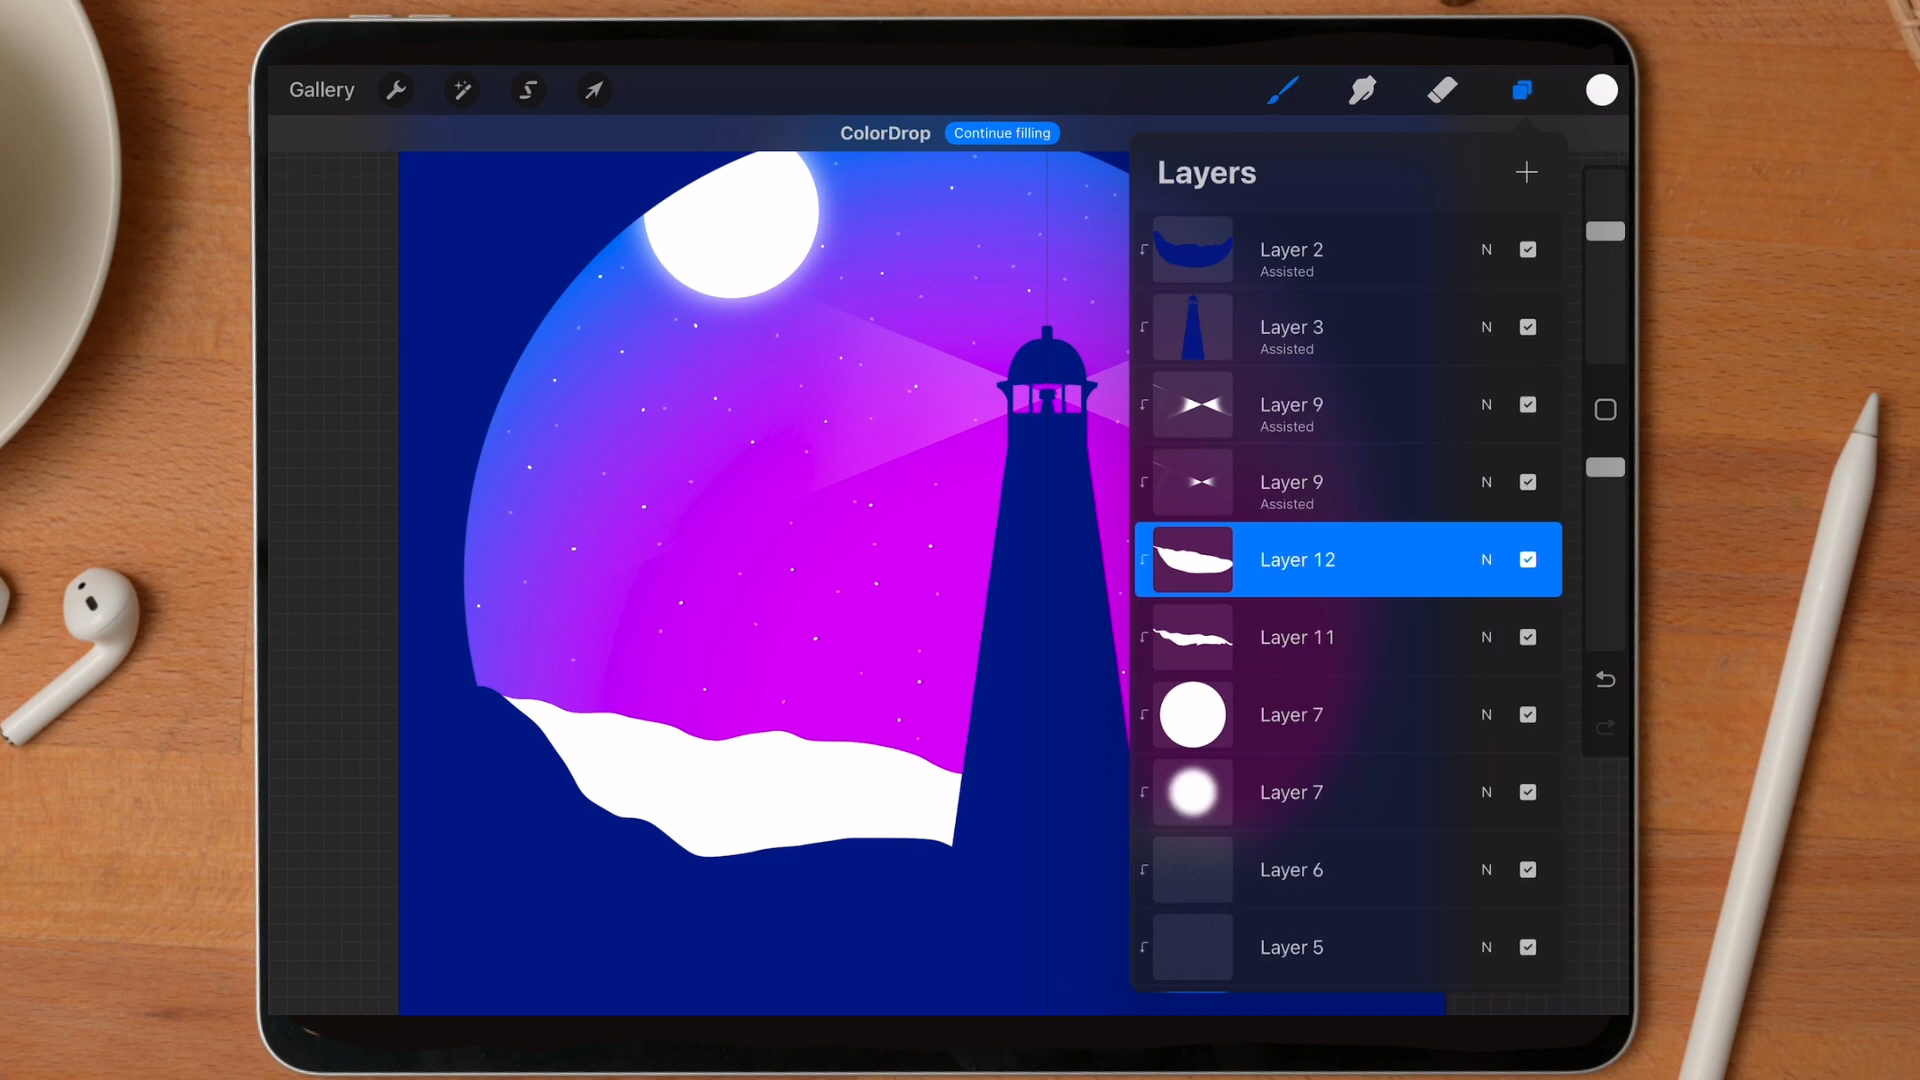 Gallery
ColorDrop Continue filling
Layers
Layer 2 N
Assisted
Layer 3 N
Assisted
Layer 9 N
Assisted
Layer 9 N
Assisted
Layer 12 N
Layer 11 N
Layer 7 N
Layer 7 N
Layer 6 N
Layer 5 N